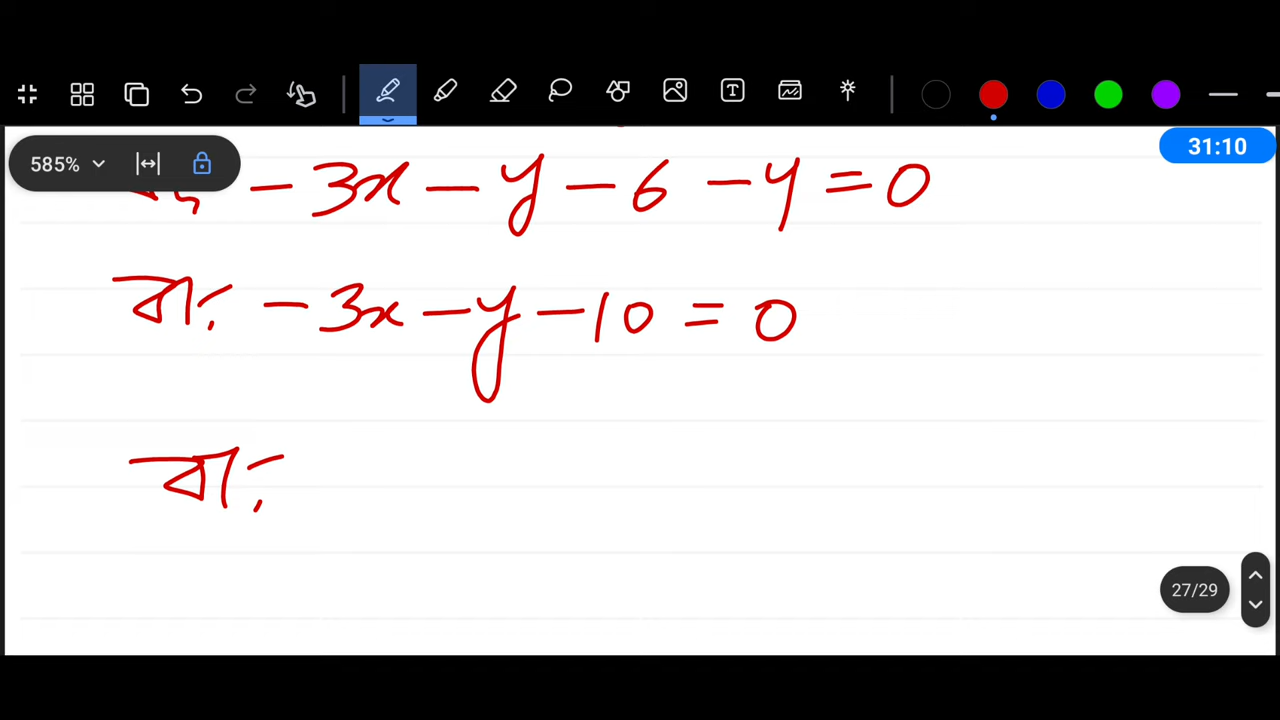 585%
31:10
- 3x - y - 6 - 4 = 0
বা, - 3x - y - 10 = 0
বা,
27/29